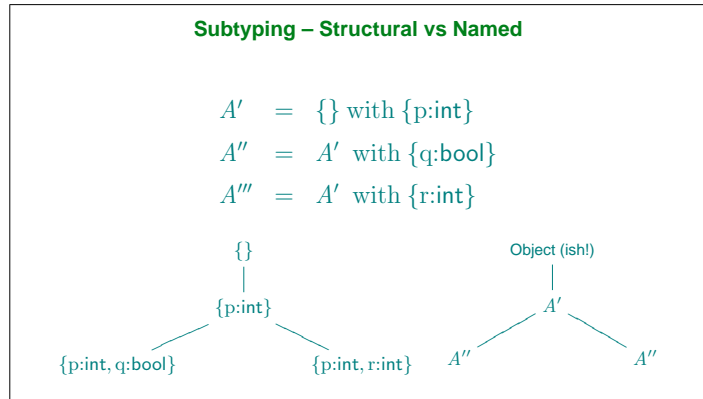 Subtyping – Structural vs Named
A′ = {} with {p:int}
A″ = A′ with {q:bool}
A‴ = A′ with {r:int}
{}
{p:int}
{p:int, q:bool}
{p:int, r:int}
Object (ish!)
A′
A″
A″